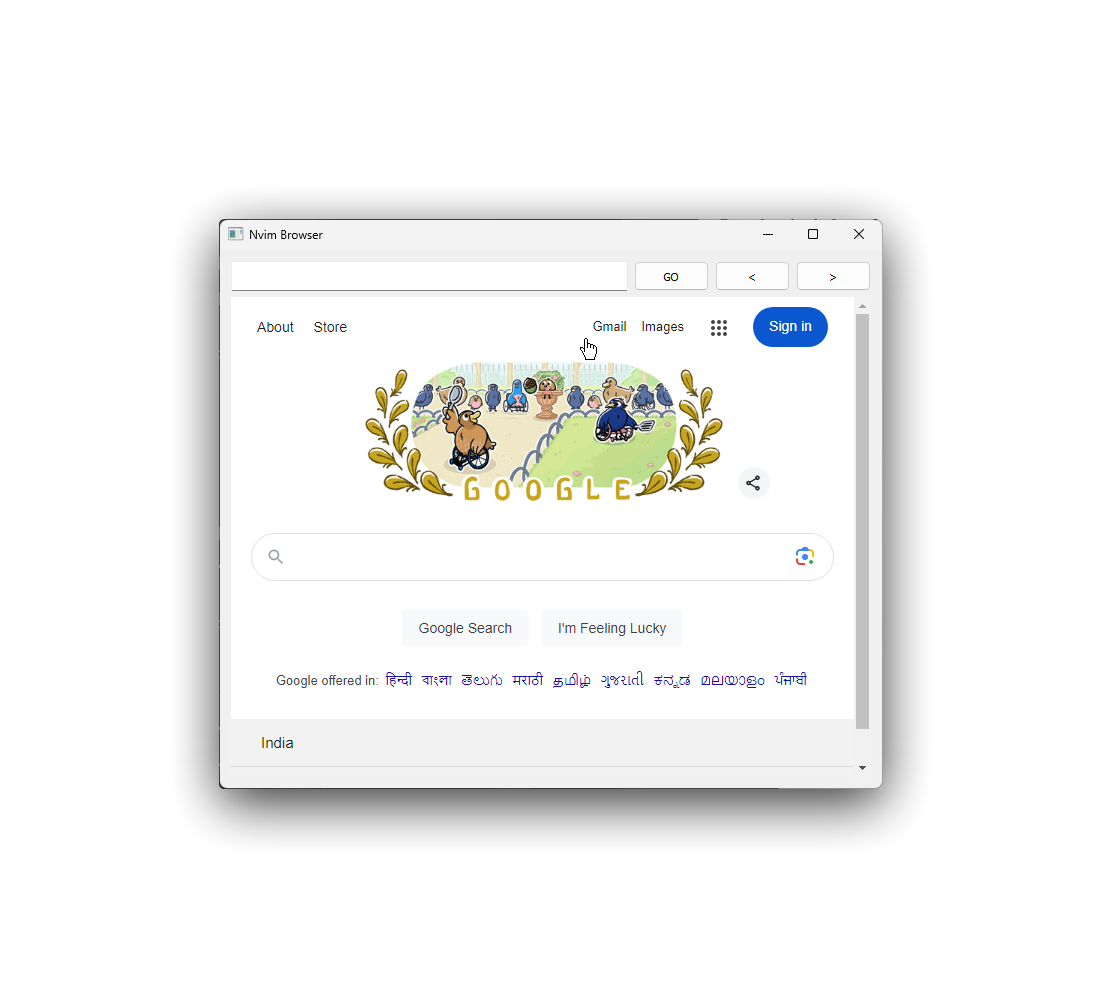 Nvim Browser
GO < >
About Store Gmail Images Sign in
GOOGLE
Google Search I'm Feeling Lucky
Google offered in: हिन्दी বাংলা తెలుగు मराठी தமிழ் ગુજરાતી ಕನ್ನಡ മലയാളം ਪੰਜਾਬੀ
India